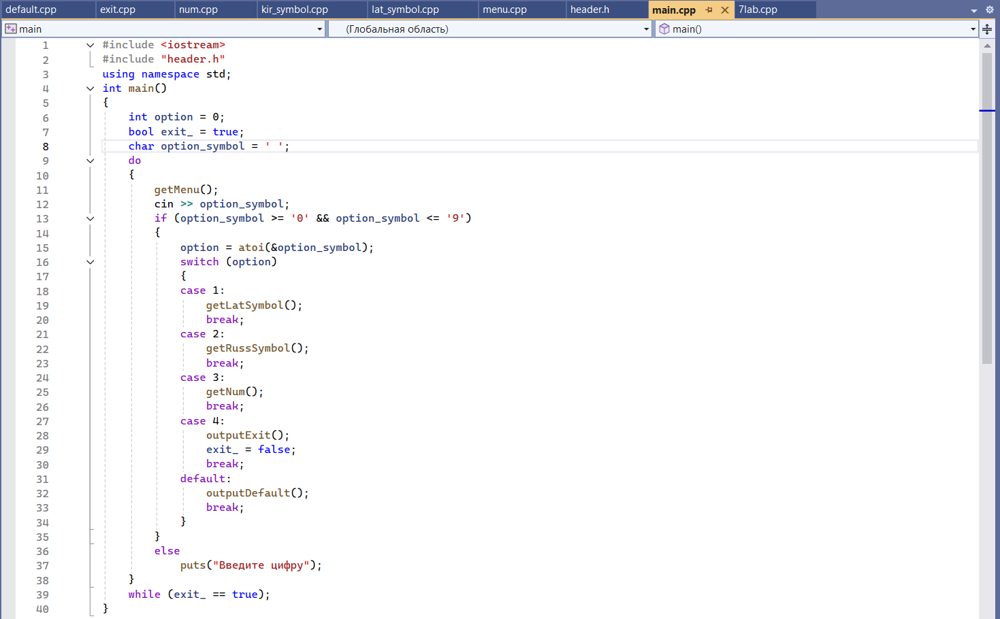 default.cpp exit.cpp num.cpp kir_symbol.cpp lat_symbol.cpp menu.cpp header.h main.cpp 7lab.cpp
main (Глобальная область) main()
1 #include <iostream>
2 #include "header.h"
3 using namespace std;
4 int main()
5 {
6 int option = 0;
7 bool exit_ = true;
8 char option_symbol = ' ';
9 do
10 {
11 getMenu();
12 cin >> option_symbol;
13 if (option_symbol >= '0' && option_symbol <= '9')
14 {
15 option = atoi(&option_symbol);
16 switch (option)
17 {
18 case 1:
19 getLatSymbol();
20 break;
21 case 2:
22 getRussSymbol();
23 break;
24 case 3:
25 getNum();
26 break;
27 case 4:
28 outputExit();
29 exit_ = false;
30 break;
31 default:
32 outputDefault();
33 break;
34 }
35 }
36 else
37 puts("Введите цифру");
38 }
39 while (exit_ == true);
40 }